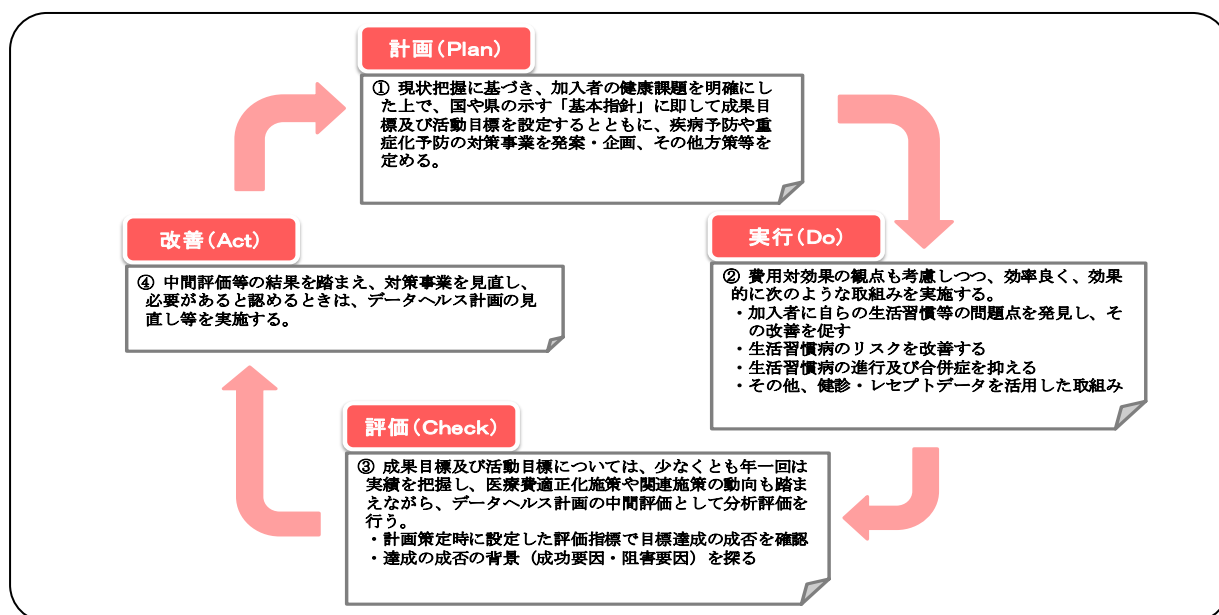 計画(Plan)
① 現状把握に基づき、加入者の健康課題を明確にし
た上で、国や県の示す「基本指針」に即して成果目
標及び活動目標を設定するとともに、疾病予防や重
症化予防の対策事業を発案・企画、その他方策等を
定める。
実行(Do)
② 費用対効果の観点も考慮しつつ、効率良く、効果
的に次のような取組みを実施する。
・加入者に自らの生活習慣等の問題点を発見し、そ
の改善を促す
・生活習慣病のリスクを改善する
・生活習慣病の進行及び合併症を抑える
・その他、健診・レセプトデータを活用した取組み
評価(Check)
③ 成果目標及び活動目標については、少なくとも年一回は
実績を把握し、医療費適正化施策や関連施策の動向も踏ま
えながら、データヘルス計画の中間評価として分析評価を
行う。
・計画策定時に設定した評価指標で目標達成の成否を確認
・達成の成否の背景（成功要因・阻害要因）を探る
改善(Act)
④ 中間評価等の結果を踏まえ、対策事業を見直し、
必要があると認めるときは、データヘルス計画の見
直し等を実施する。